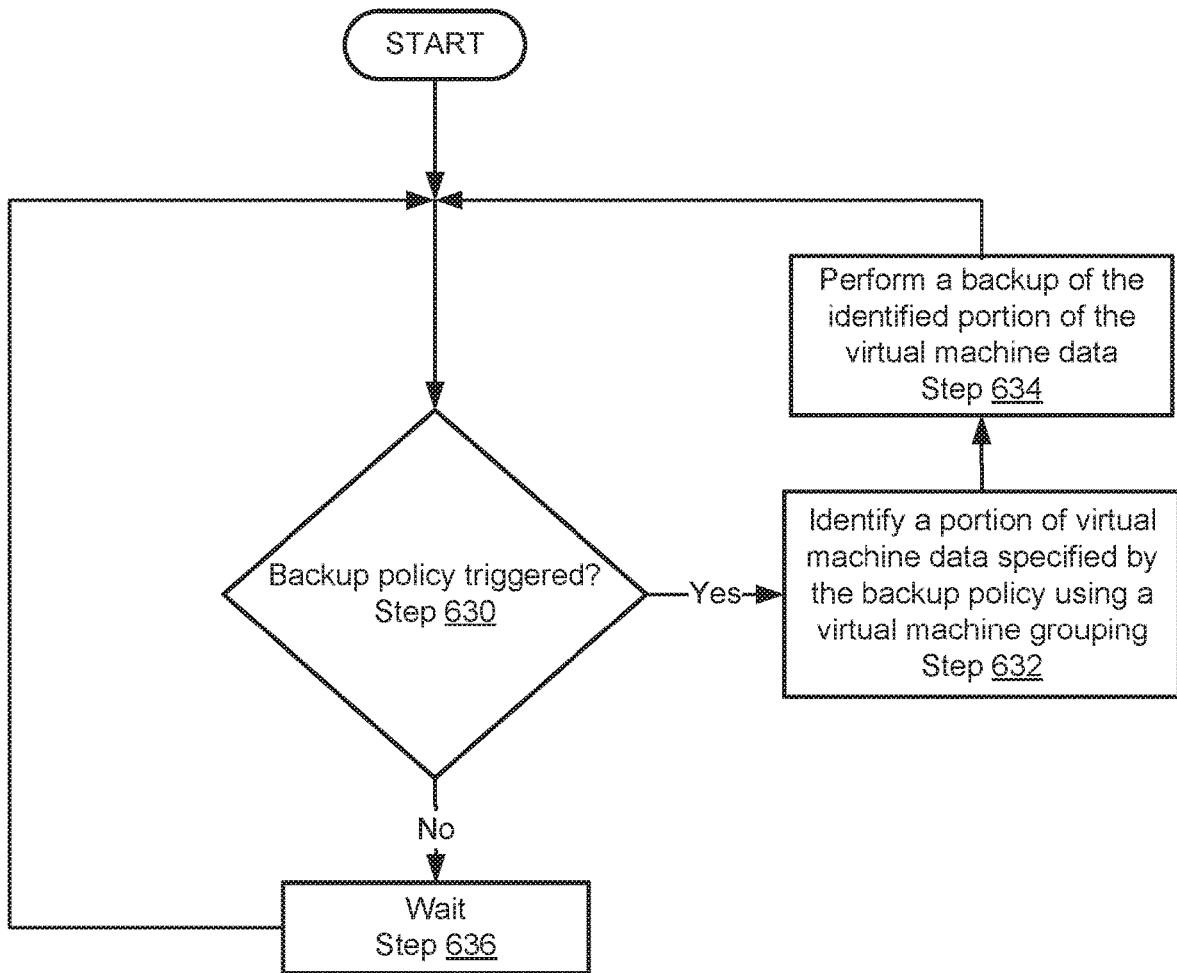 START
Perform a backup of the
identified portion of the
virtual machine data
Step 634
Identify a portion of virtual
machine data specified by
the backup policy using a
virtual machine grouping
Step 632
Backup policy triggered?
Step 630
Yes
No
Wait
Step 636